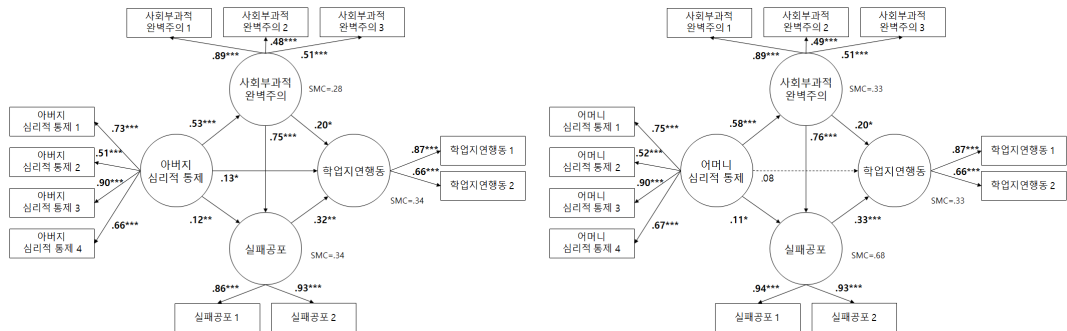 사회부과적
완벽주의 1
사회부과적
완벽주의 2
사회부과적
완벽주의 3
.89***
.48***
.51***
사회부과적
완벽주의
SMC=.28
아버지
심리적 통제 1
아버지
심리적 통제 2
아버지
심리적 통제 3
아버지
심리적 통제 4
.73***
.51***
.90***
.66***
아버지
심리적 통제
.53***
.75***
.20*
.13*
.12**
.32**
학업지연행동
SMC=.34
.87***
.66***
학업지연행동 1
학업지연행동 2
실패공포
SMC=.34
.86***
.93***
실패공포 1
실패공포 2
사회부과적
완벽주의 1
사회부과적
완벽주의 2
사회부과적
완벽주의 3
.89***
.49***
.51***
사회부과적
완벽주의
SMC=.33
어머니
심리적 통제 1
어머니
심리적 통제 2
어머니
심리적 통제 3
어머니
심리적 통제 4
.75***
.52***
.90***
.67***
어머니
심리적 통제
.58***
.76***
.20*
.08
.11*
.33***
학업지연행동
SMC=.33
.87***
.66***
학업지연행동 1
학업지연행동 2
실패공포
SMC=.68
.94***
.93***
실패공포 1
실패공포 2